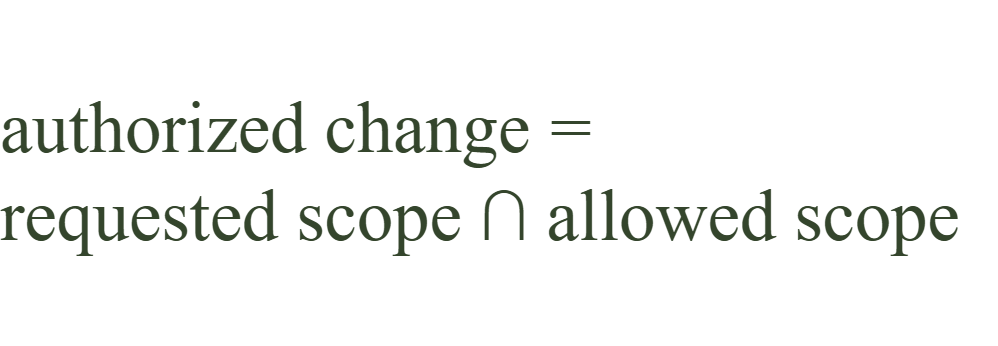 authorized change =
requested scope ∩ allowed scope